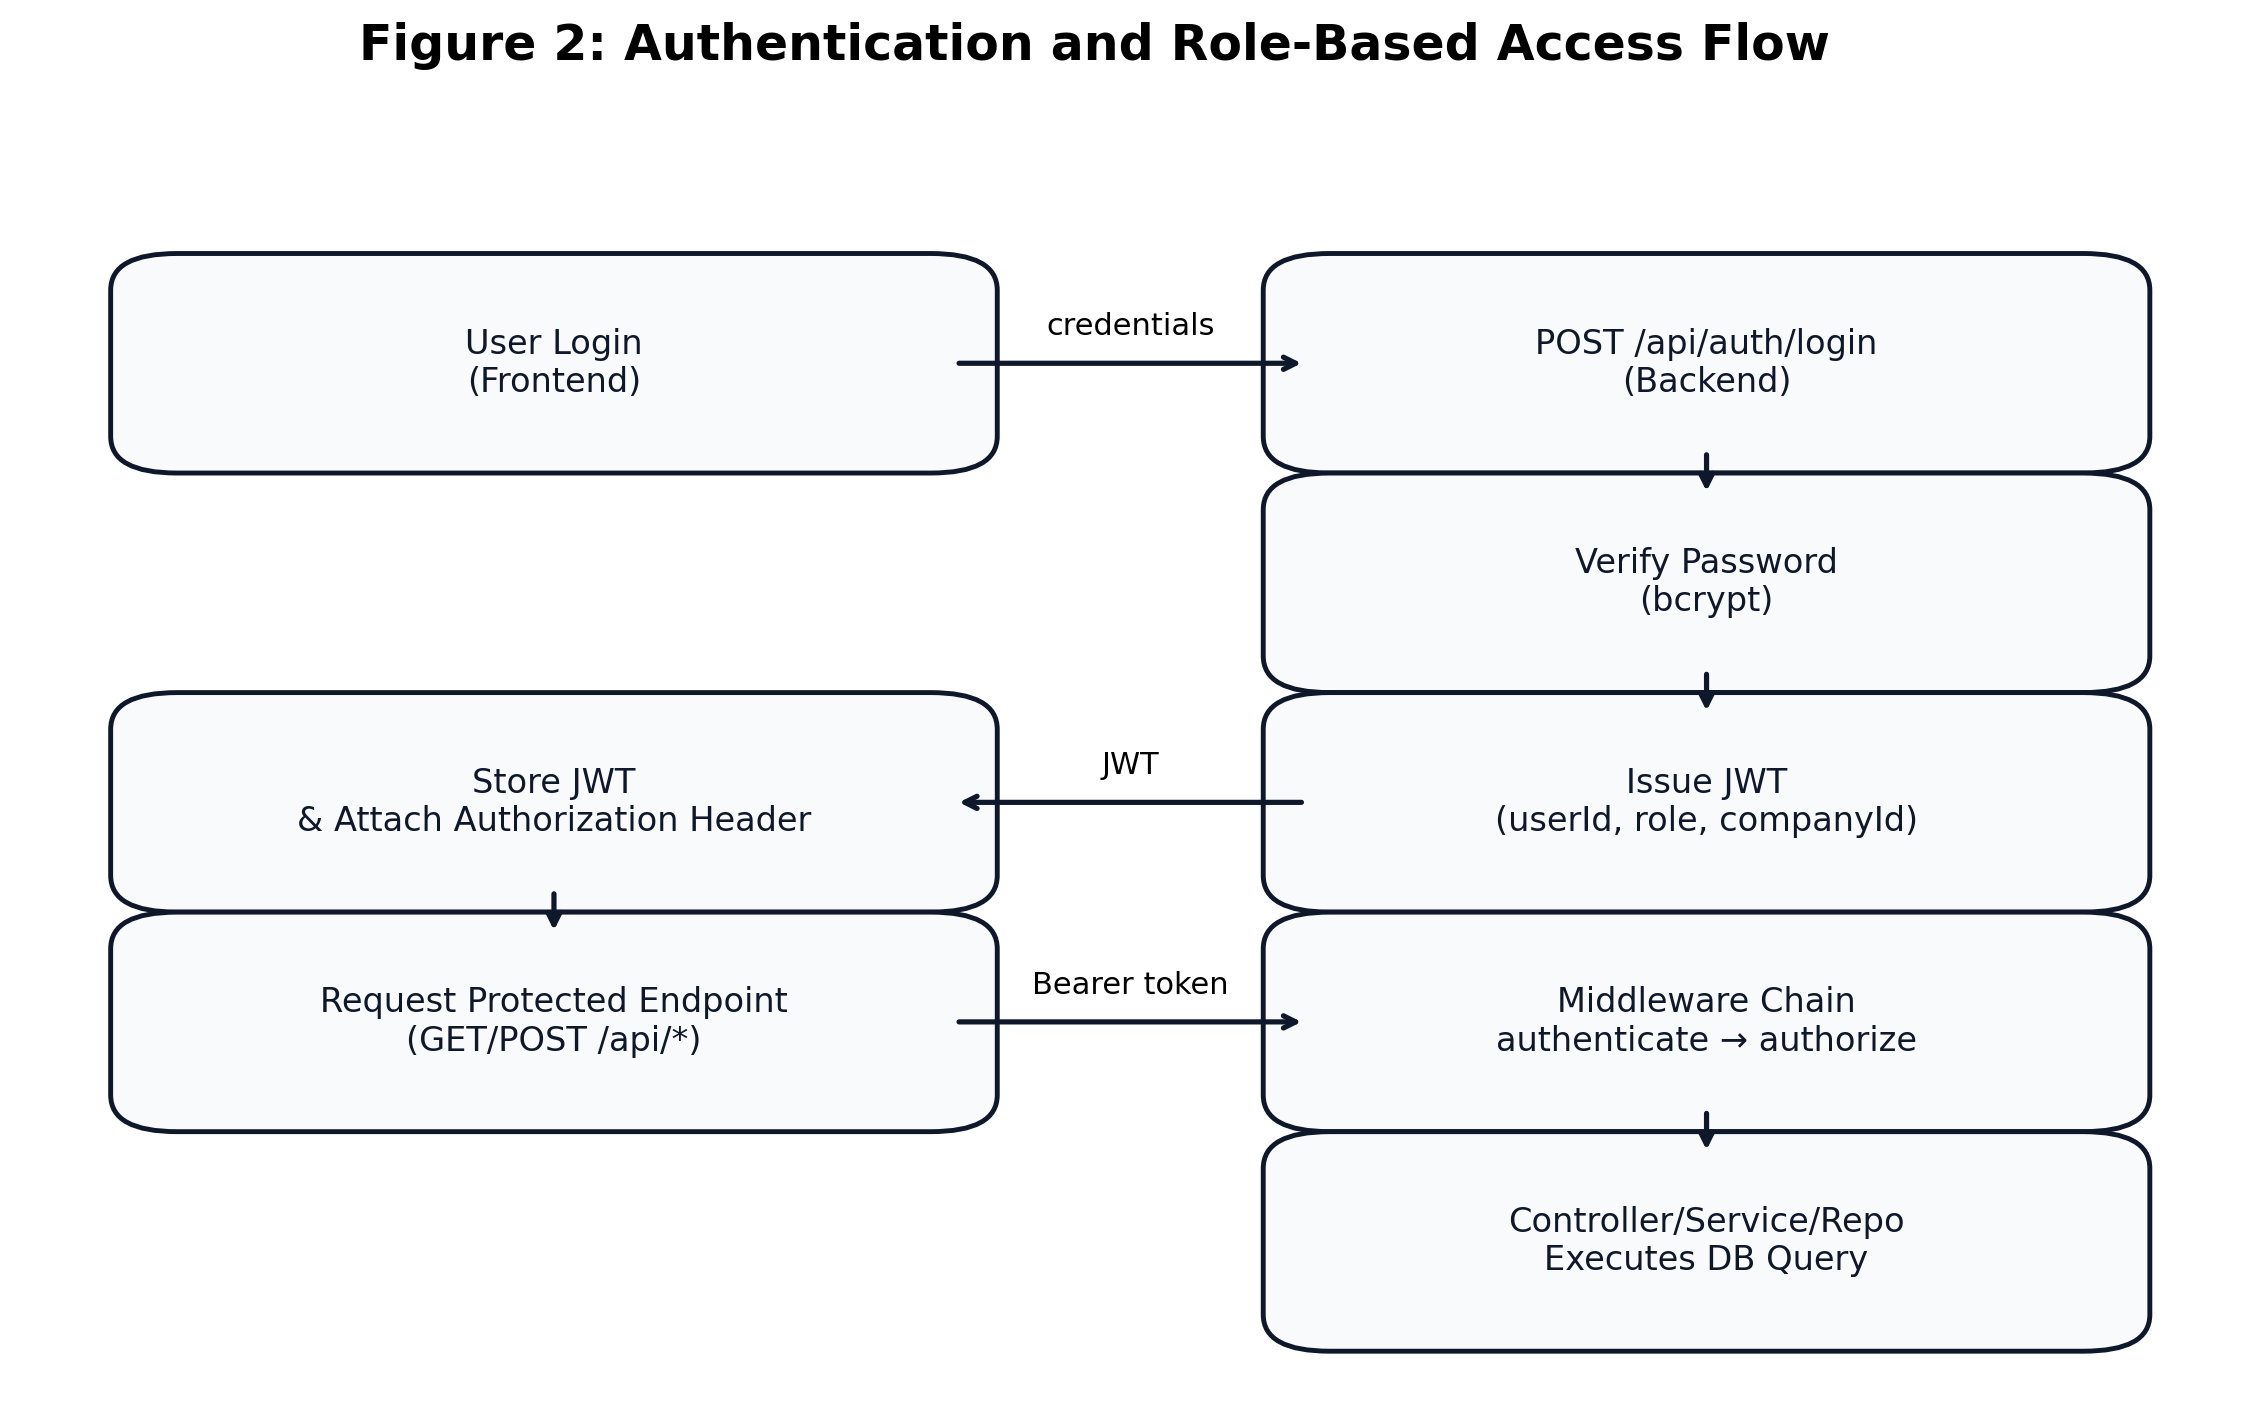 Figure 2: Authentication and Role-Based Access Flow
User Login
(Frontend)
credentials
POST /api/auth/login
(Backend)
Verify Password
(bcrypt)
Issue JWT
(userId, role, companyId)
JWT
Store JWT
& Attach Authorization Header
Request Protected Endpoint
(GET/POST /api/*)
Bearer token
Middleware Chain
authenticate → authorize
Controller/Service/Repo
Executes DB Query